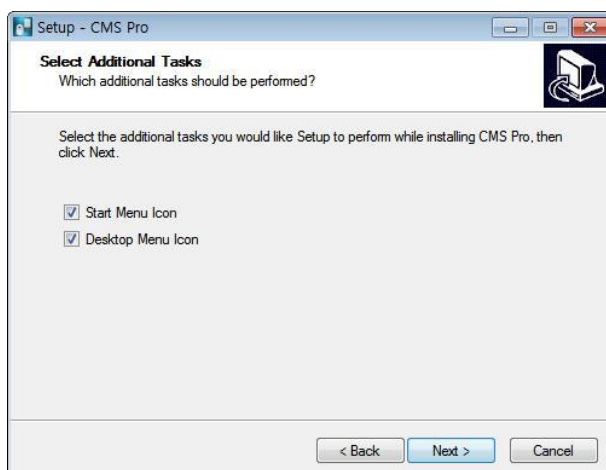 Setup - CMS Pro
Select Additional Tasks
Which additional tasks should be performed?
Select the additional tasks you would like Setup to perform while installing CMS Pro, then
click Next.
Start Menu Icon
Desktop Menu Icon
< Back
Next >
Cancel